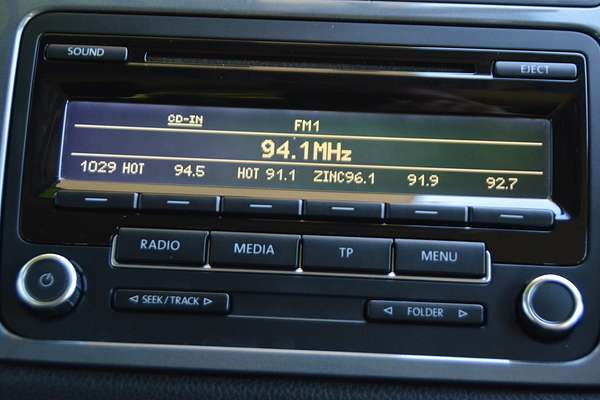 SOUND
EJECT
CD-IN
FM1
94.1MHz
1029 HOT 94.5 HOT 91.1 ZINC96.1 91.9 92.7
RADIO MEDIA TP MENU
SEEK/TRACK FOLDER